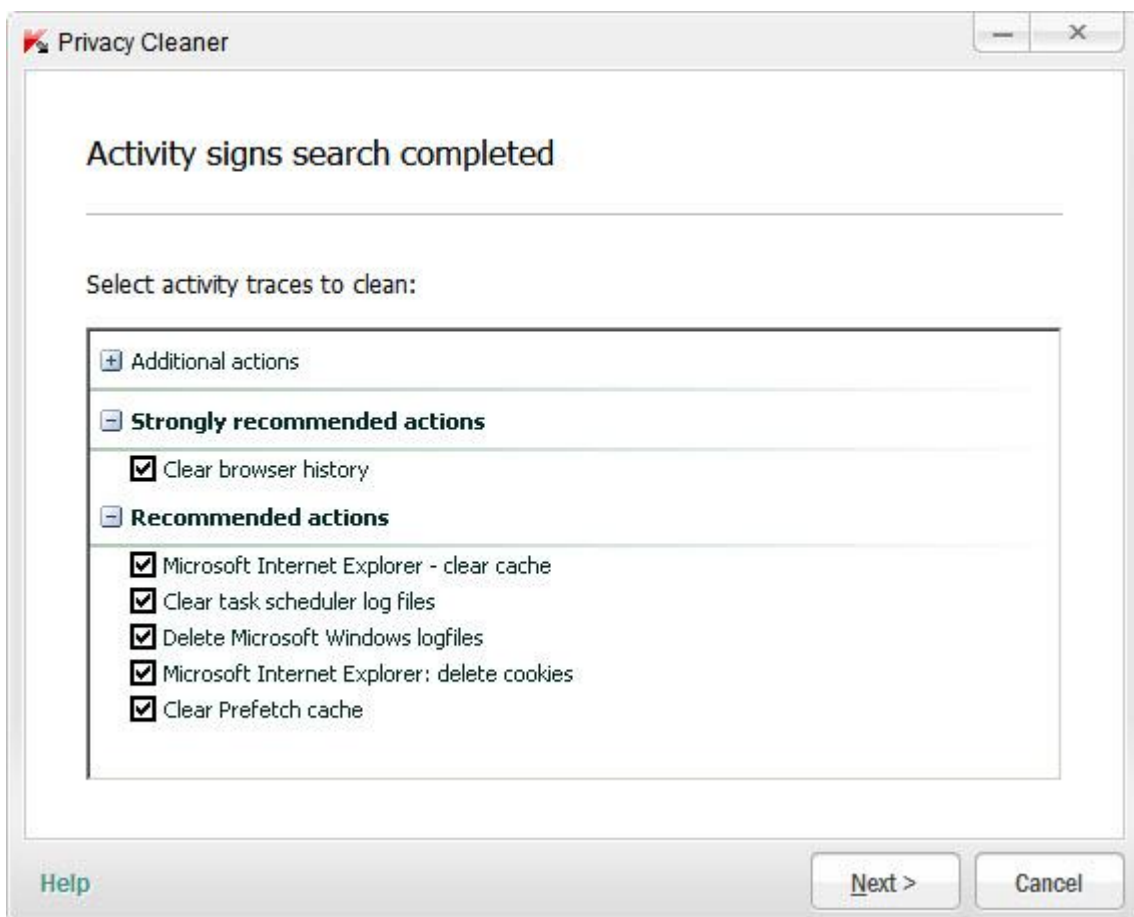 Privacy Cleaner
Activity signs search completed
Select activity traces to clean:
Additional actions
Strongly recommended actions
Clear browser history
Recommended actions
Microsoft Internet Explorer - clear cache
Clear task scheduler log files
Delete Microsoft Windows logfiles
Microsoft Internet Explorer: delete cookies
Clear Prefetch cache
Help
Next >
Cancel